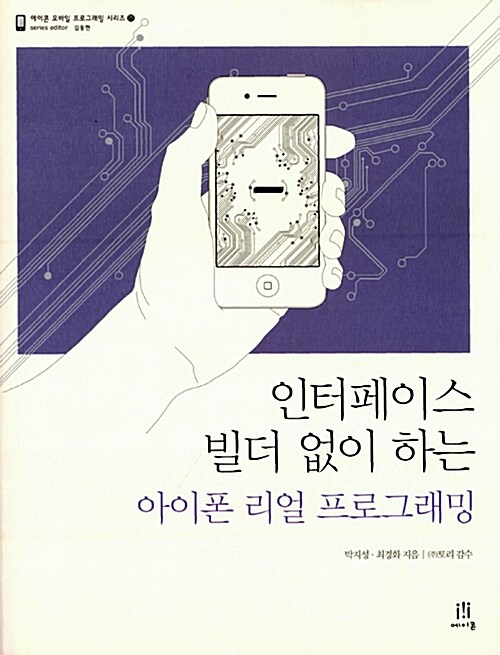 에이콘 모바일 프로그래밍 시리즈
series editor 김동현
인터페이스
빌더 없이 하는
아이폰 리얼 프로그래밍
박지성 · 최경화 지음 | (주)토리 감수
에이콘